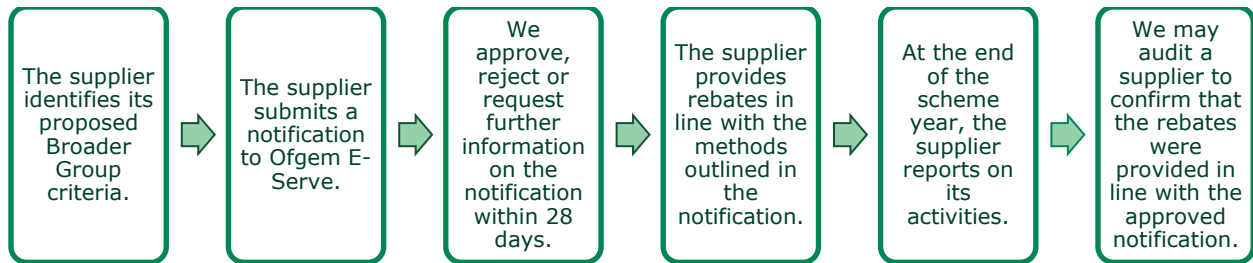 The supplier
identifies its
proposed
Broader
Group
criteria.
The supplier
submits a
notification
to Ofgem E-
Serve.
We
approve,
reject or
request
further
information
on the
notification
within 28
days.
The supplier
provides
rebates in
line with the
methods
outlined in
the
notification.
At the end
of the
scheme
year, the
supplier
reports on
its
activities.
We may
audit a
supplier to
confirm that
the rebates
were
provided in
line with the
approved
notification.